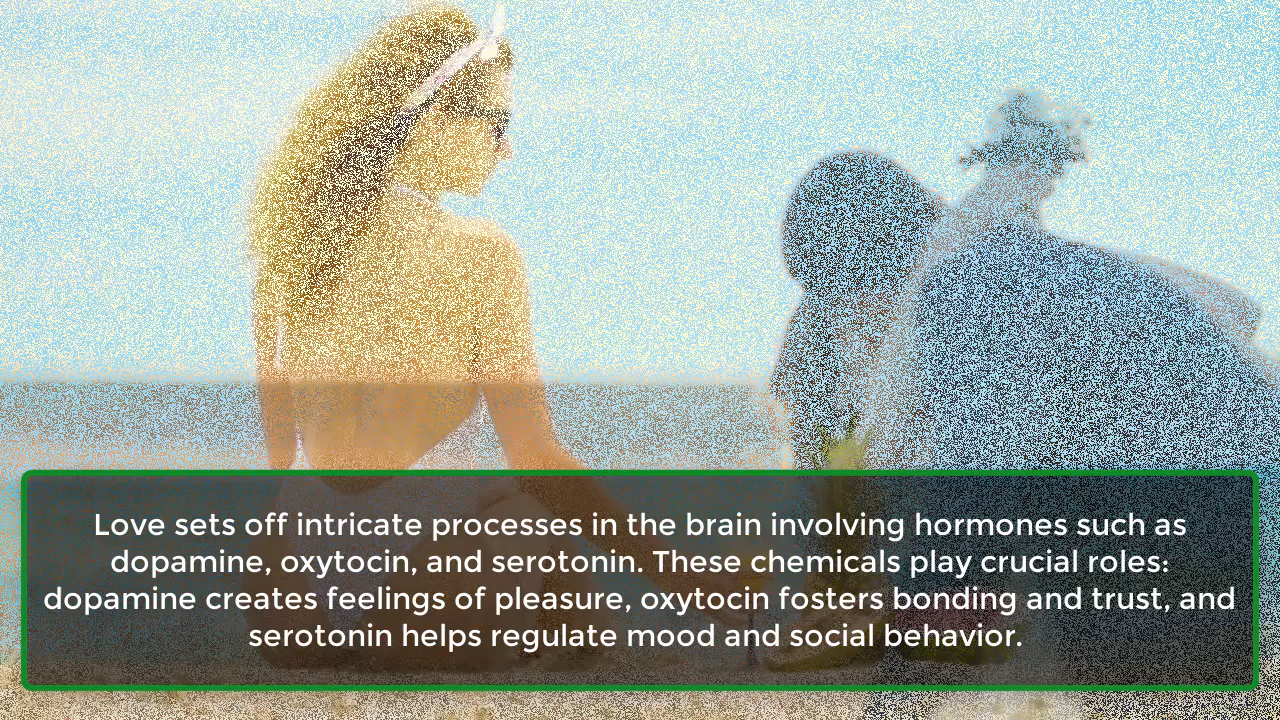 Love sets off intricate processes in the brain involving hormones such as
dopamine, oxytocin, and serotonin. These chemicals play crucial roles:
dopamine creates feelings of pleasure, oxytocin fosters bonding and trust, and
serotonin helps regulate mood and social behavior.